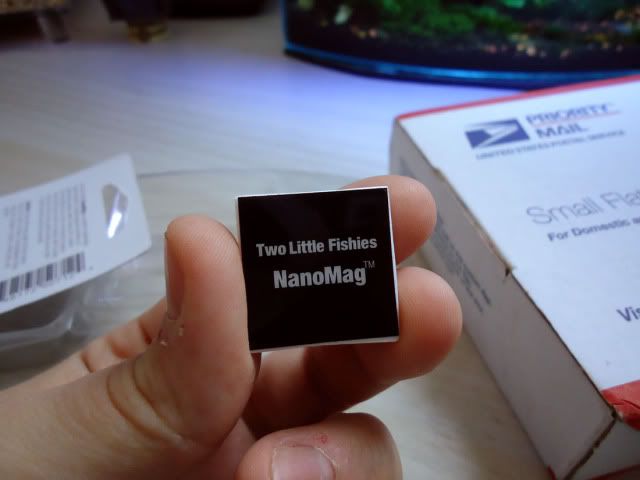 Two Little Fishies
NanoMag™
PRIORITY
MAIL
UNITED STATES POSTAL SERVICE
Small Fla
For Domestic
Vis